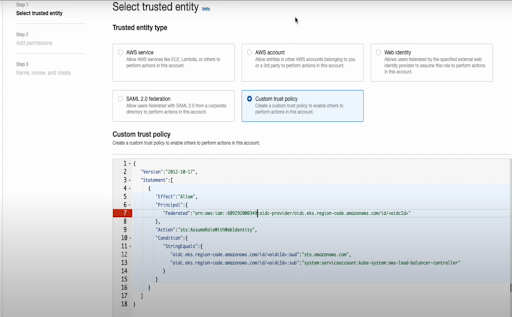 Step 1
Select trusted entity
Step 2
Add permissions
Step 3
Name, review, and create
Select trusted entity Info
Trusted entity type
AWS service
Allow AWS services like EC2, Lambda, or others to perform actions in this account.
AWS account
Allow entities in other AWS accounts belonging to you or a 3rd party to perform actions in this account.
Web identity
Allows users federated by the specified external web identity provider to assume this role to perform actions in this account.
SAML 2.0 federation
Allow users federated with SAML 2.0 from a corporate directory to perform actions in this account.
Custom trust policy
Create a custom trust policy to enable others to perform actions in this account.
Custom trust policy
Create a custom trust policy to enable others to perform actions in this account.
1 {
2 "Version":"2012-10-17",
3 "Statement":[
4 {
5 "Effect":"Allow",
6 "Principal":{
7 "Federated":"arn:aws:iam::609292800349:oidc-provider/oidc.eks.region-code.amazonaws.com/id/<oidcId>"
8 },
9 "Action":"sts:AssumeRoleWithWebIdentity",
10 "Condition":{
11 "StringEquals":{
12 "oidc.eks.region-code.amazonaws.com/id/<oidcId>:aud":"sts.amazonaws.com",
13 "oidc.eks.region-code.amazonaws.com/id/<oidcId>:sub":"system:serviceaccount:kube-system:aws-load-balancer-controller"
14 }
15 }
16 }
17 ]
18 }